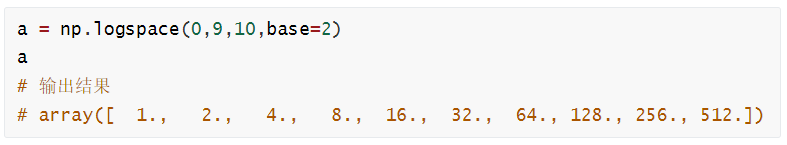 a = np.logspace(0,9,10,base=2)
a
# 输出结果
# array([  1.,   2.,   4.,   8.,  16.,  32.,  64., 128., 256., 512.])